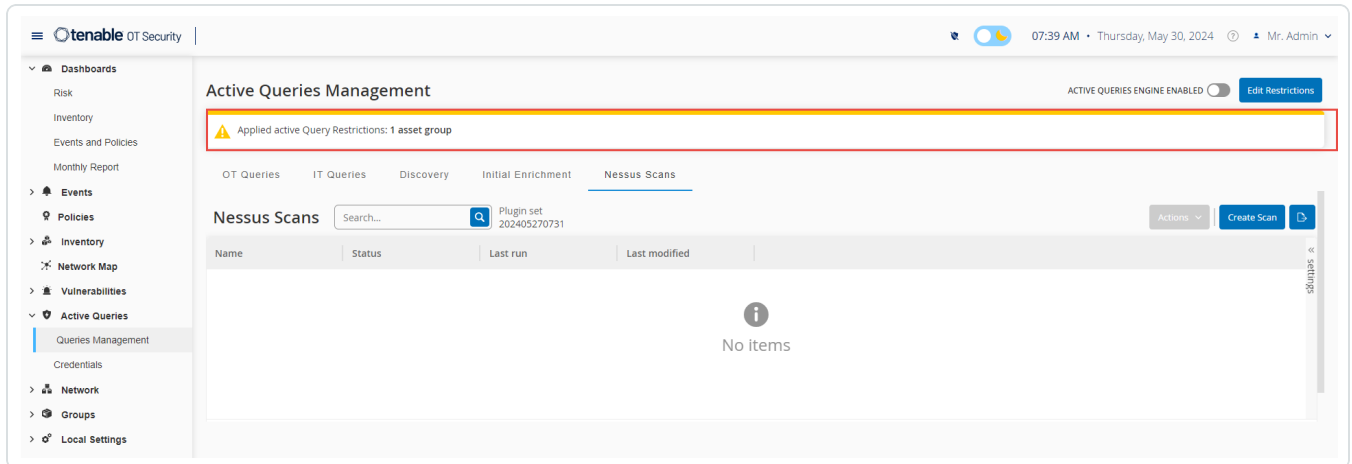 tenable OT Security
07:39 AM • Thursday, May 30, 2024 ? Mr. Admin
Dashboards
Risk
Inventory
Events and Policies
Monthly Report
Events
Policies
Inventory
Network Map
Vulnerabilities
Active Queries
Queries Management
Credentials
Network
Groups
Local Settings
Active Queries Management
ACTIVE QUERIES ENGINE ENABLED
Edit Restrictions
Applied active Query Restrictions: 1 asset group
OT Queries IT Queries Discovery Initial Enrichment Nessus Scans
Nessus Scans
Search...
Plugin set
202405270731
Actions
Create Scan
Name Status Last run Last modified
« settings
No items